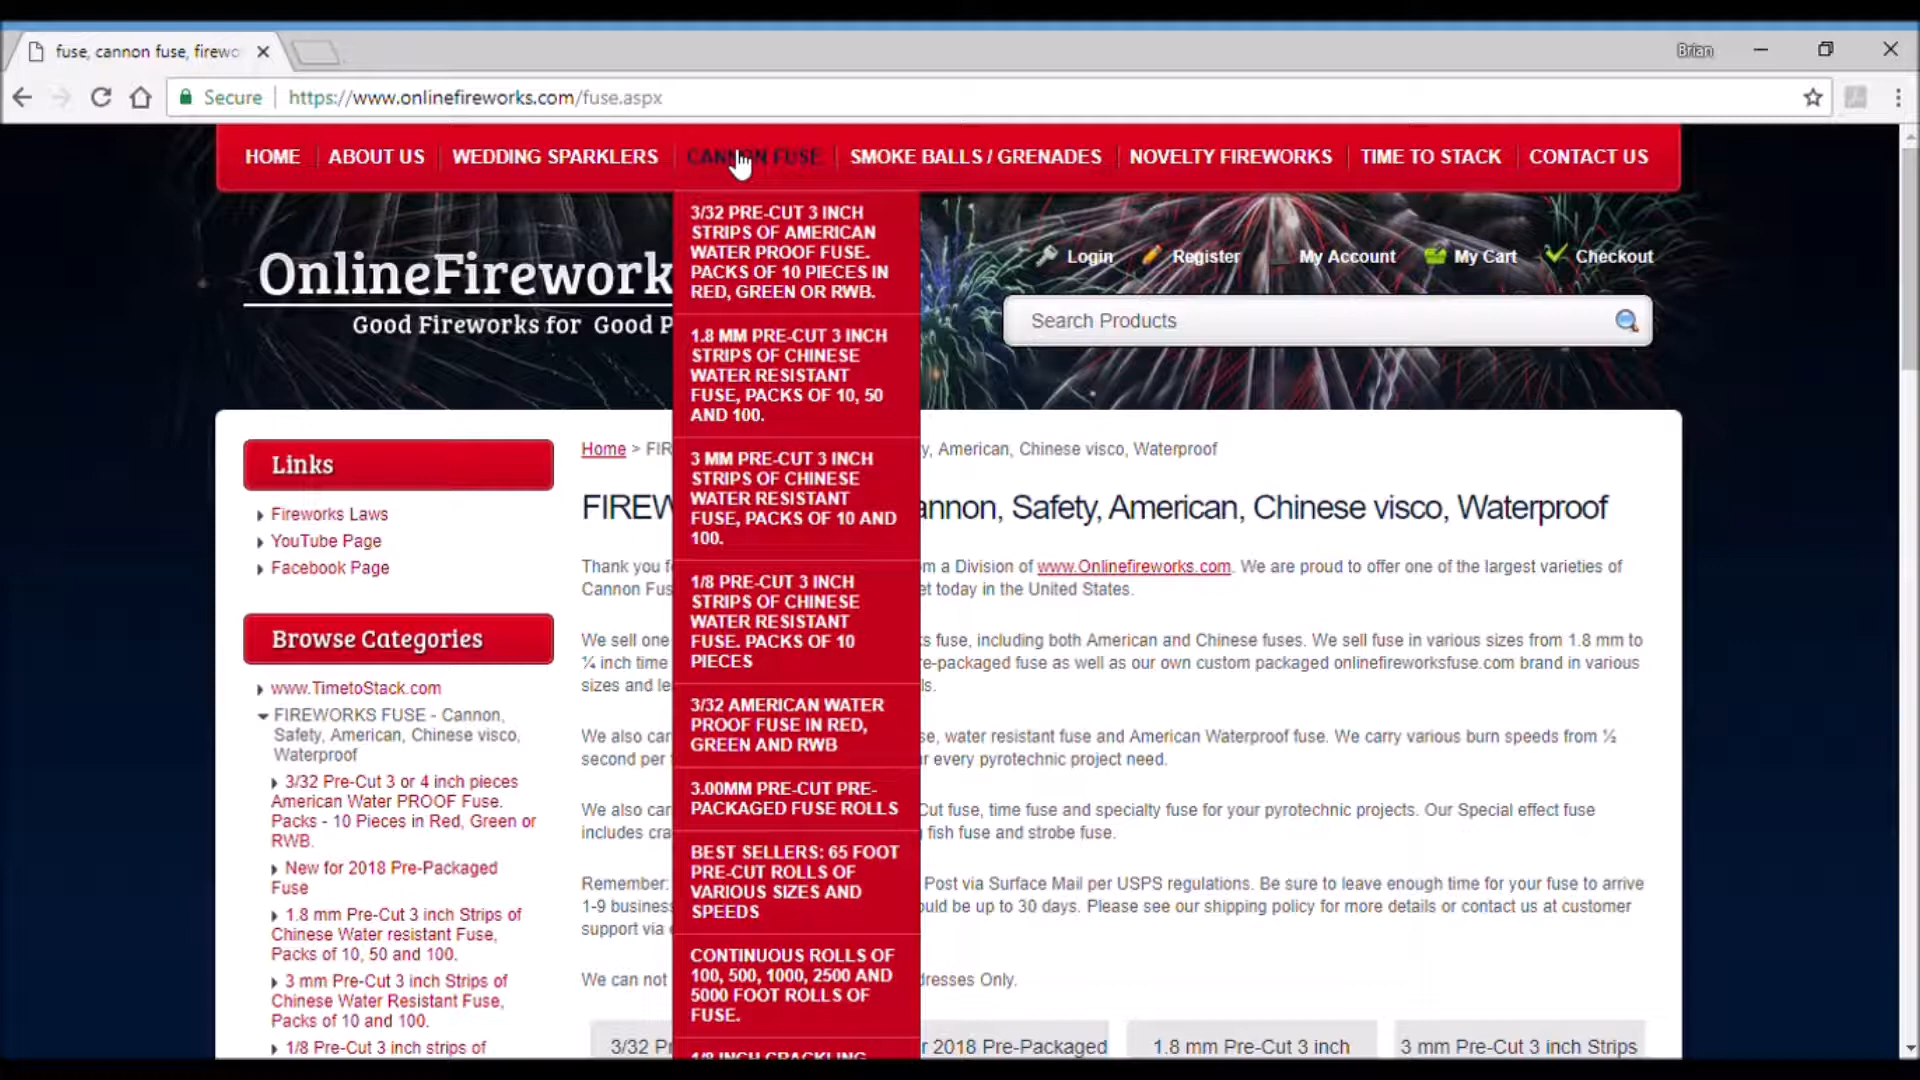 fuse, cannon fuse, firewo
Brian
Secure
https://www.onlinefireworks.com/fuse.aspx
HOME
ABOUT US
WEDDING SPARKLERS
CANNON FUSE
SMOKE BALLS / GRENADES
NOVELTY FIREWORKS
TIME TO STACK
CONTACT US
OnlineFirework
Good Fireworks for Good P
Login
Register
My Account
My Cart
Checkout
Search Products
3/32 PRE-CUT 3 INCH
STRIPS OF AMERICAN
WATER PROOF FUSE.
PACKS OF 10 PIECES IN
RED, GREEN OR RWB.
1.8 MM PRE-CUT 3 INCH
STRIPS OF CHINESE
WATER RESISTANT
FUSE, PACKS OF 10, 50
AND 100.
3 MM PRE-CUT 3 INCH
STRIPS OF CHINESE
WATER RESISTANT
FUSE, PACKS OF 10 AND
100.
1/8 PRE-CUT 3 INCH
STRIPS OF CHINESE
WATER RESISTANT
FUSE. PACKS OF 10
PIECES
3/32 AMERICAN WATER
PROOF FUSE IN RED,
GREEN AND RWB
3.00MM PRE-CUT PRE-
PACKAGED FUSE ROLLS
BEST SELLERS: 65 FOOT
PRE-CUT ROLLS OF
VARIOUS SIZES AND
SPEEDS
CONTINUOUS ROLLS OF
100, 500, 1000, 2500 AND
5000 FOOT ROLLS OF
FUSE.
1/8 INCH CRACKLING
Links
Fireworks Laws
YouTube Page
Facebook Page
Browse Categories
www.TimetoStack.com
FIREWORKS FUSE - Cannon,
Safety, American, Chinese visco,
Waterproof
3/32 Pre-Cut 3 or 4 inch pieces
American Water PROOF Fuse.
Packs - 10 Pieces in Red, Green or
RWB.
New for 2018 Pre-Packaged
Fuse
1.8 mm Pre-Cut 3 inch Strips of
Chinese Water resistant Fuse,
Packs of 10, 50 and 100.
3 mm Pre-Cut 3 inch Strips of
Chinese Water Resistant Fuse,
Packs of 10 and 100.
1/8 Pre-Cut 3 inch strips of
Home > FIR y, American, Chinese visco, Waterproof
FIREW annon, Safety, American, Chinese visco, Waterproof
Thank you f m a Division of www.Onlinefireworks.com. We are proud to offer one of the largest varieties of
Cannon Fus et today in the United States.
We sell one s fuse, including both American and Chinese fuses. We sell fuse in various sizes from 1.8 mm to
¼ inch time re-packaged fuse as well as our own custom packaged onlinefireworksfuse.com brand in various
sizes and le ls.
We also car se, water resistant fuse and American Waterproof fuse. We carry various burn speeds from ½
second per r every pyrotechnic project need.
We also car Cut fuse, time fuse and specialty fuse for your pyrotechnic projects. Our Special effect fuse
includes cra fish fuse and strobe fuse.
Remember: Post via Surface Mail per USPS regulations. Be sure to leave enough time for your fuse to arrive
1-9 business uld be up to 30 days. Please see our shipping policy for more details or contact us at customer
support via
We can not dresses Only.
3/32 Pr
r 2018 Pre-Packaged
1.8 mm Pre-Cut 3 inch
3 mm Pre-Cut 3 inch Strips